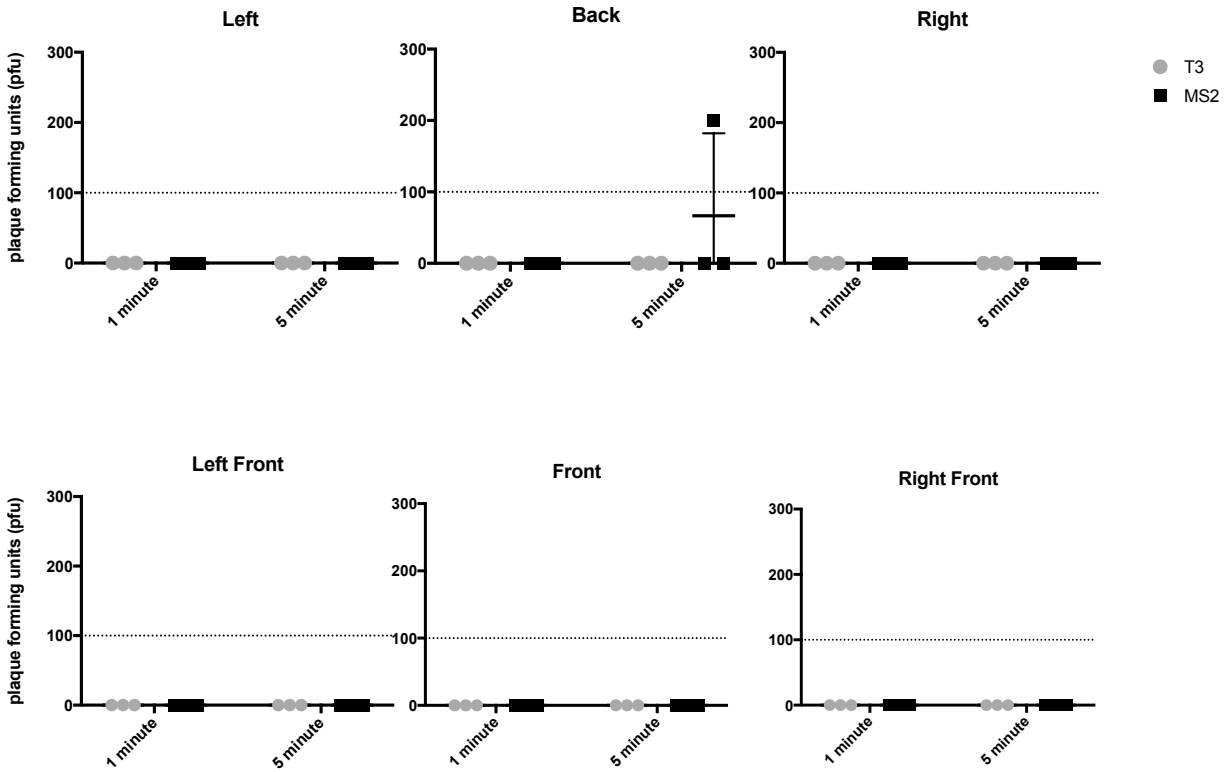 Left
Back
Right
plaque forming units (pfu)
300
200
100
0
1 minute
5 minute
300
200
100
0
1 minute
5 minute
300
200
100
0
1 minute
5 minute
T3
MS2
Left Front
Front
Right Front
plaque forming units (pfu)
300
200
100
0
1 minute
5 minute
300
200
100
0
1 minute
5 minute
300
200
100
0
1 minute
5 minute